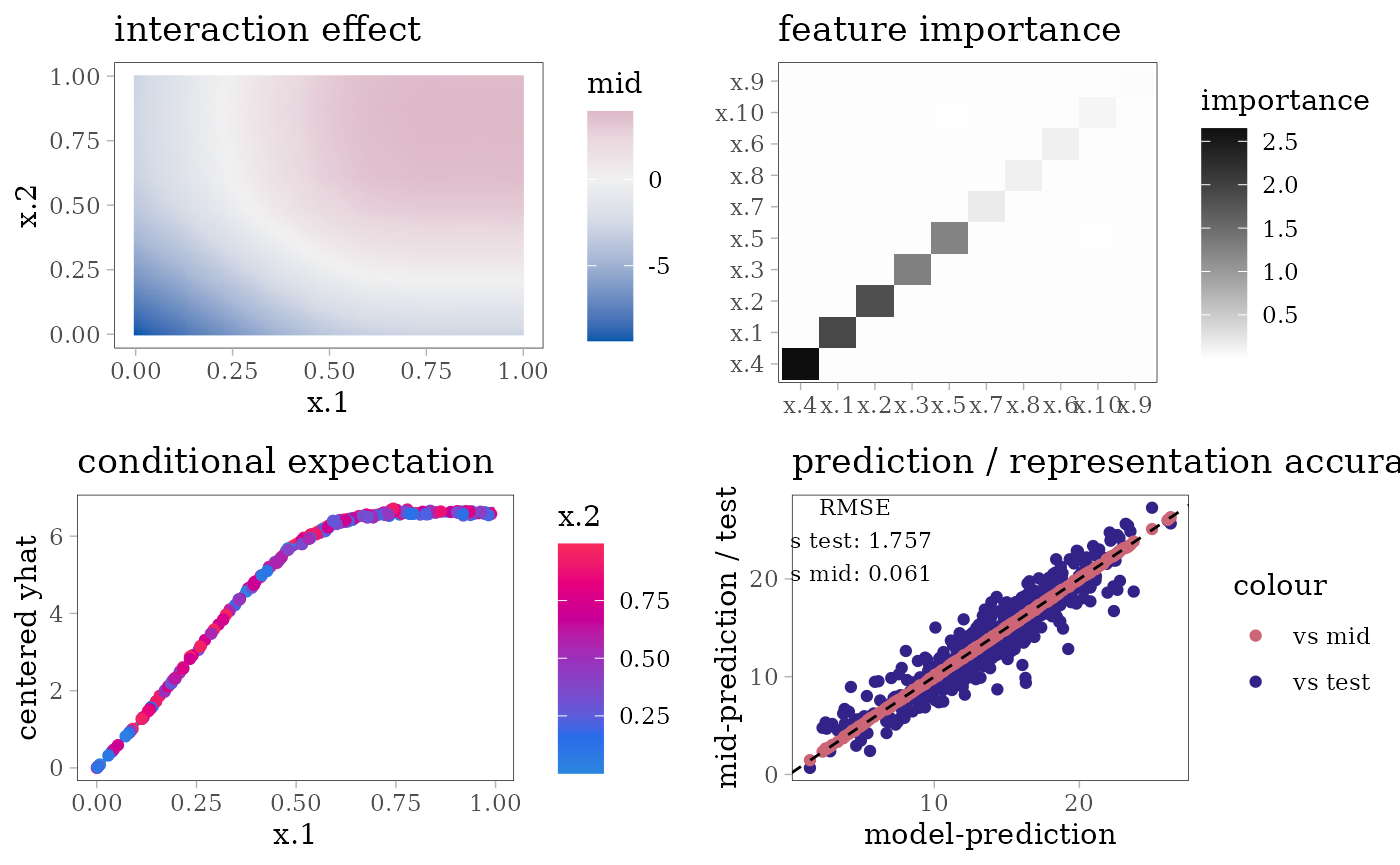 interaction effect
mid
0
-5
1.00
0.75
0.50
0.25
0.00
x.2
0.00 0.25 0.50 0.75 1.00
x.1
feature importance
importance
2.5
2.0
1.5
1.0
0.5
x.9
x.10
x.6
x.8
x.7
x.5
x.3
x.2
x.1
x.4
x.4 x.1 x.2 x.3 x.5 x.7 x.8 x.6 x.10 x.9
conditional expectation
x.2
0.75
0.50
0.25
6
4
2
0
centered yhat
0.00 0.25 0.50 0.75 1.00
x.1
prediction / representation accura
RMSE
s test: 1.757
s mid: 0.061
20
10
0
mid-prediction / test
10 20
model-prediction
colour
vs mid
vs test